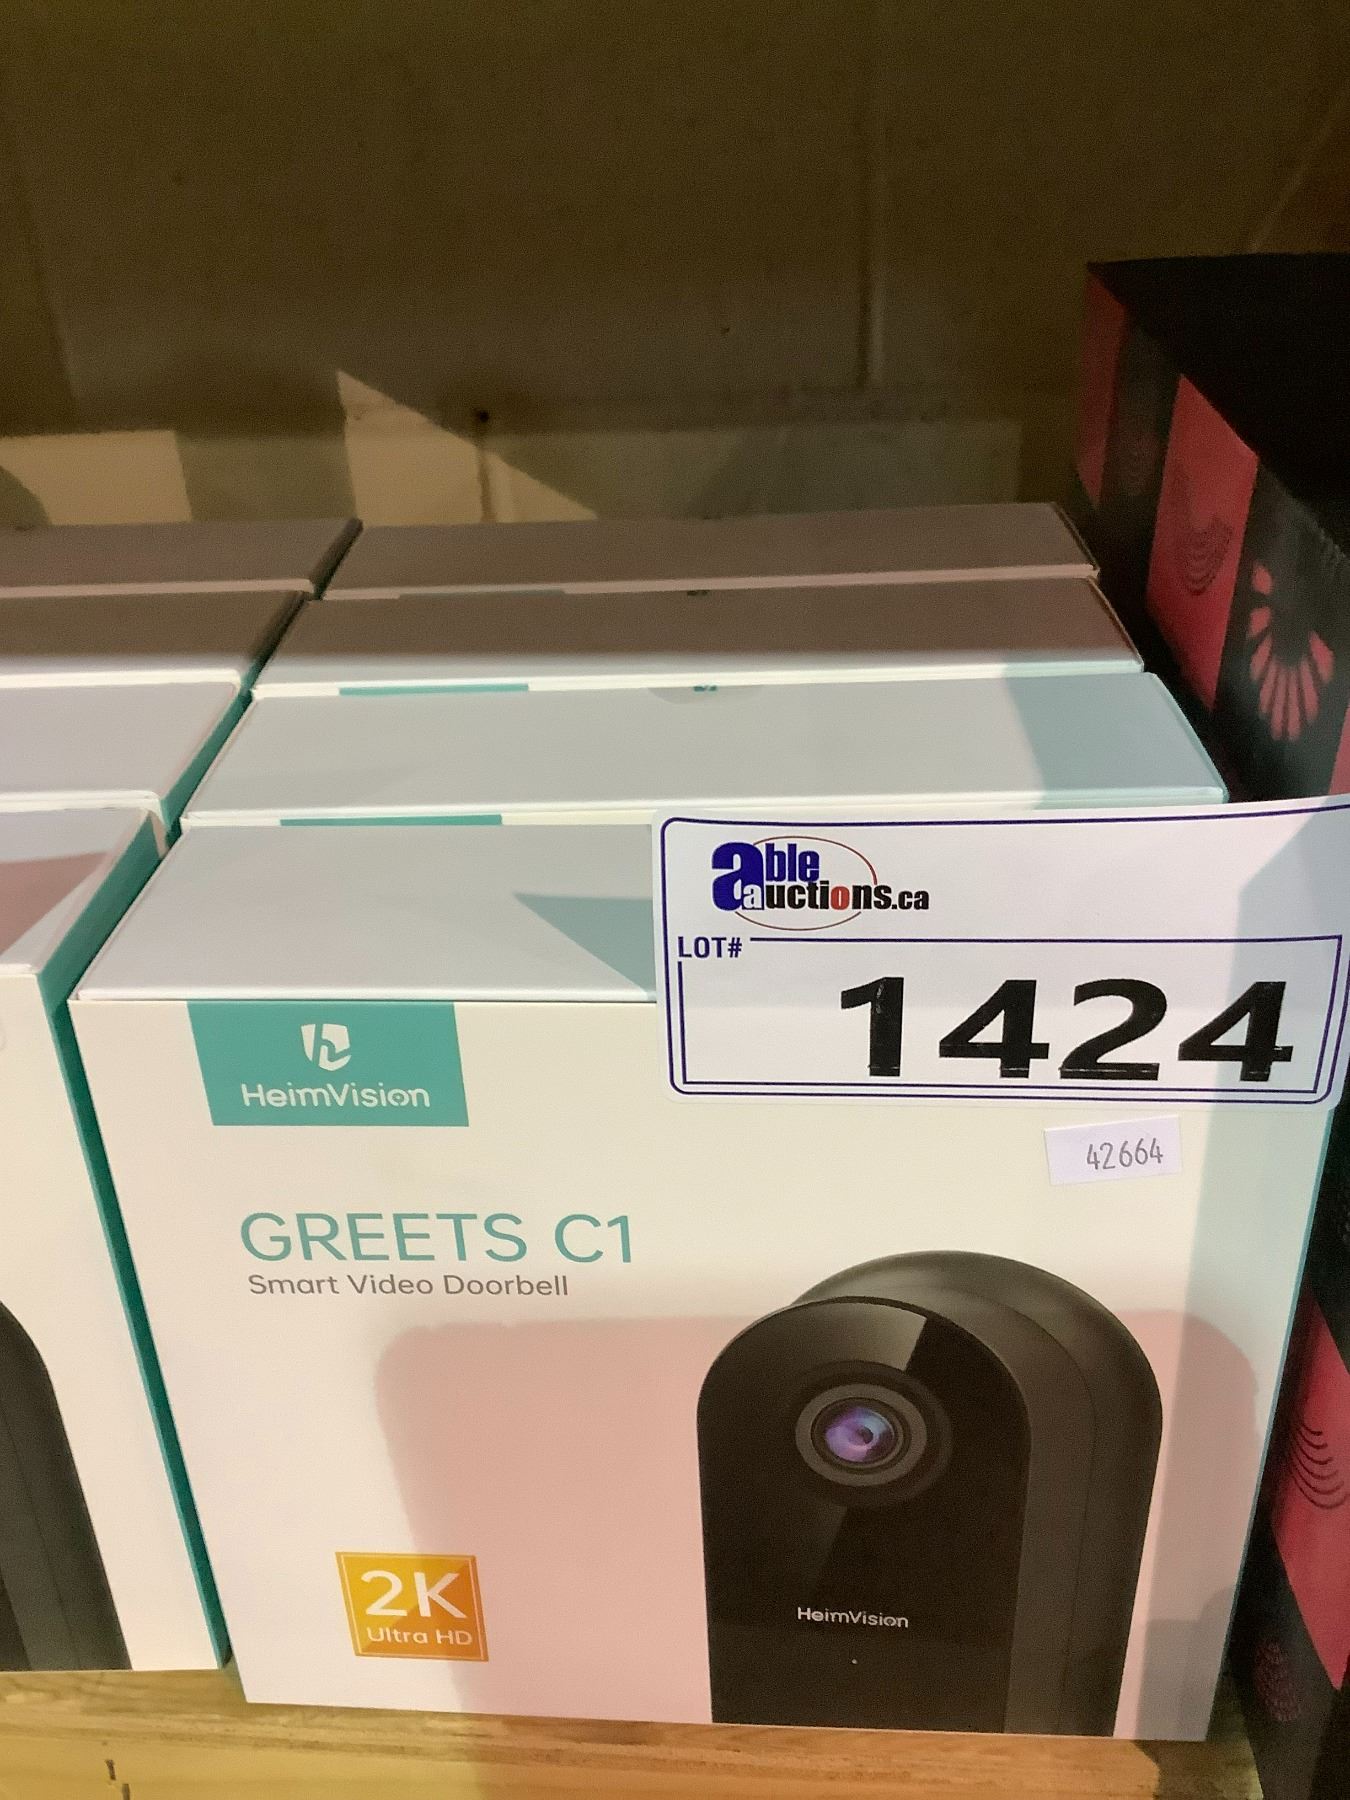 able
auctions.ca
LOT#
1424
HeimVision
42664
GREETS C1
Smart Video Doorbell
HeimVision
2K
Ultra HD